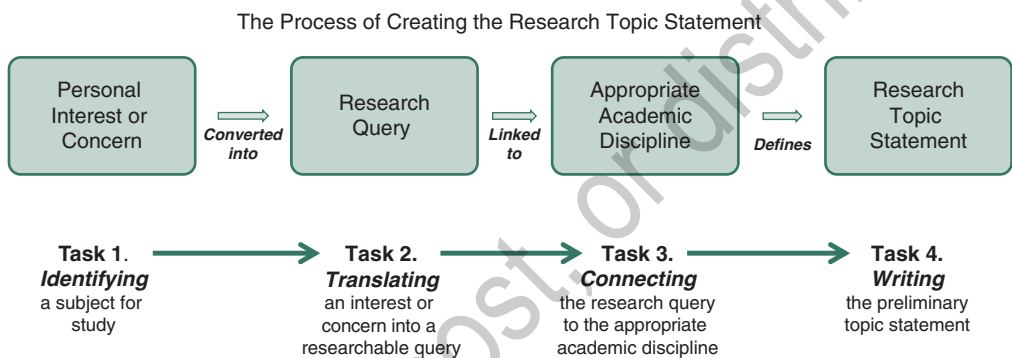 The Process of Creating the Research Topic Statement
Personal
Interest or
Concern
Converted
into
Research
Query
Linked
to
Appropriate
Academic
Discipline
Defines
Research
Topic
Statement
Task 1.
Identifying
a subject for
study
Task 2.
Translating
an interest or
concern into a
researchable query
Task 3.
Connecting
the research query
to the appropriate
academic discipline
Task 4.
Writing
the preliminary
topic statement
post, or